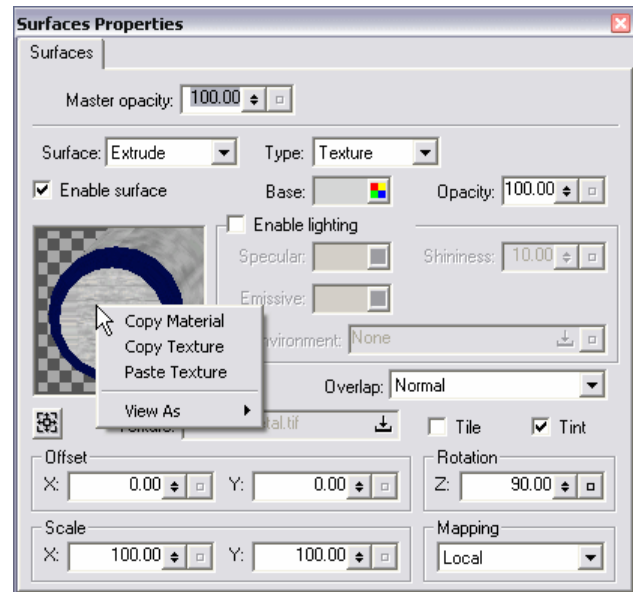 Surfaces Properties
Surfaces
Master opacity: 100.00
Surface: Extrude Type: Texture
Enable surface Base: Opacity: 100.00
Enable lighting
Specular: Shininess: 10.00
Emissive:
Copy Material
nvironment: None
Copy Texture
Paste Texture
Overlap: Normal
View As
tal.tif Tile Tint
Offset Rotation
X: 0.00 Y: 0.00 Z: 90.00
Scale Mapping
X: 100.00 Y: 100.00 Local